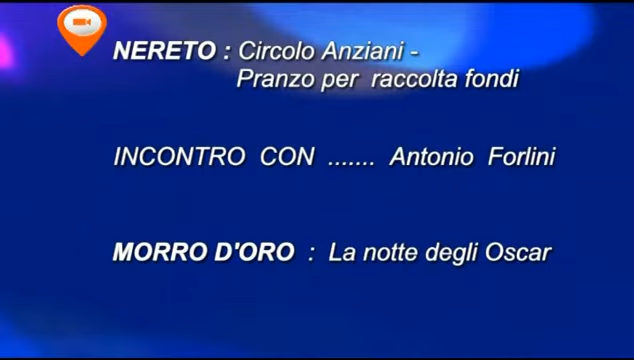 NERETO : Circolo Anziani -
Pranzo per raccolta fondi
INCONTRO CON ....... Antonio Forlini
MORRO D'ORO : La notte degli Oscar